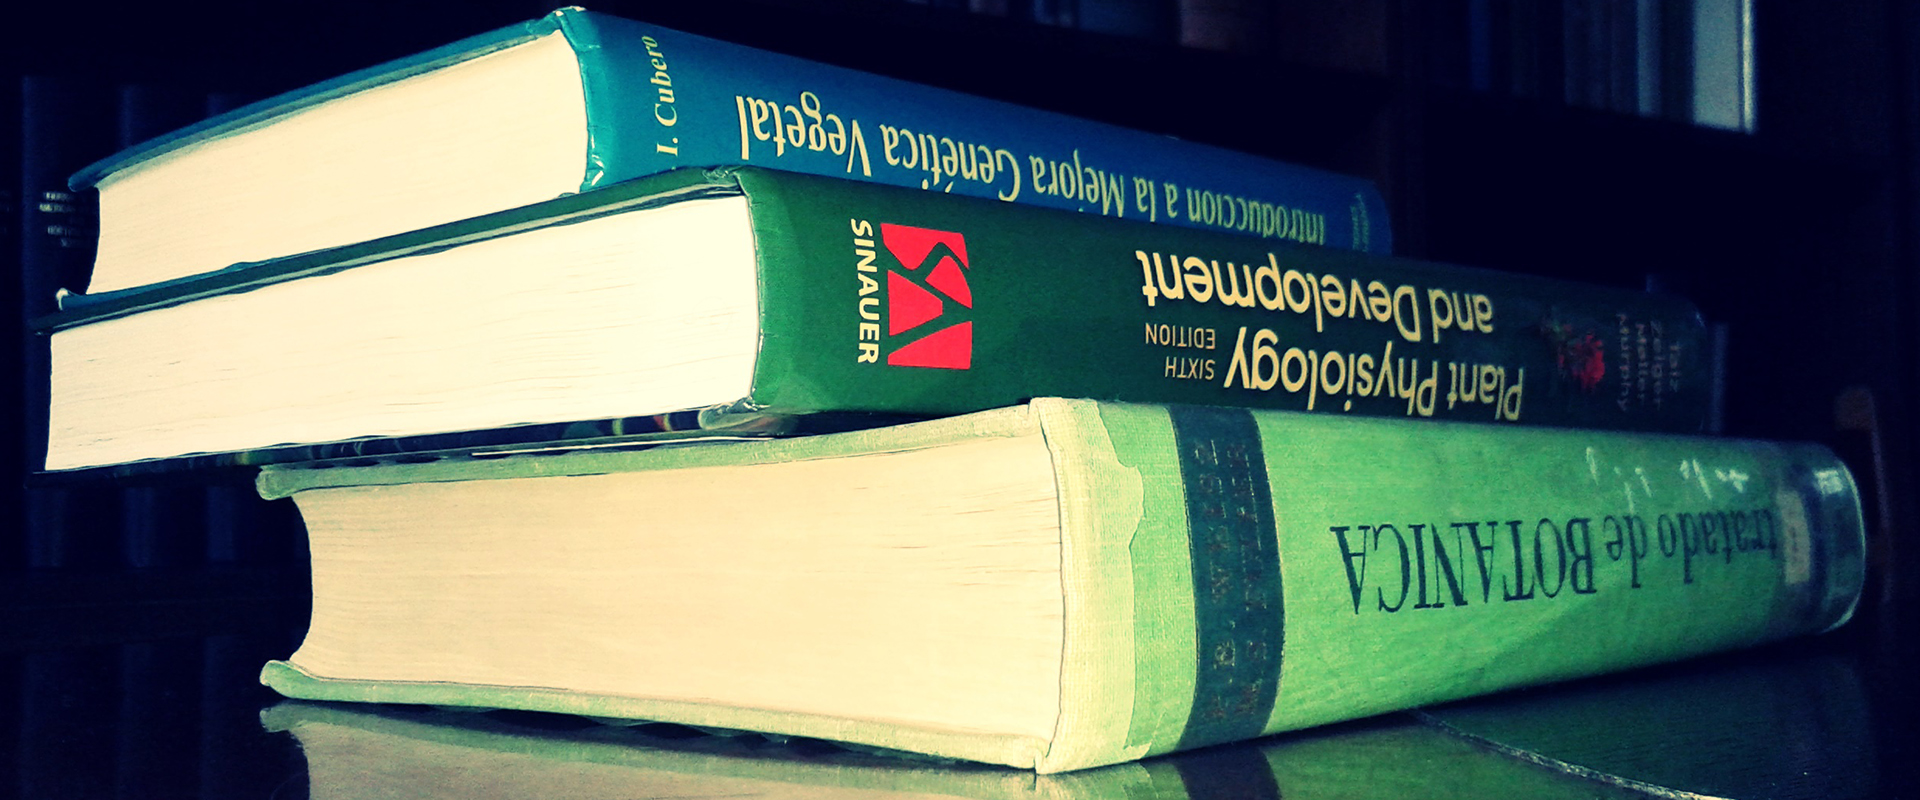 I. Cubero
Introduccion a la Mejora Genética Vegetal
SINAUER
Plant Physiology
and Development
SIXTH
EDITION
Taiz
Zeiger
Møller
Murphy
tratado de BOTANICA